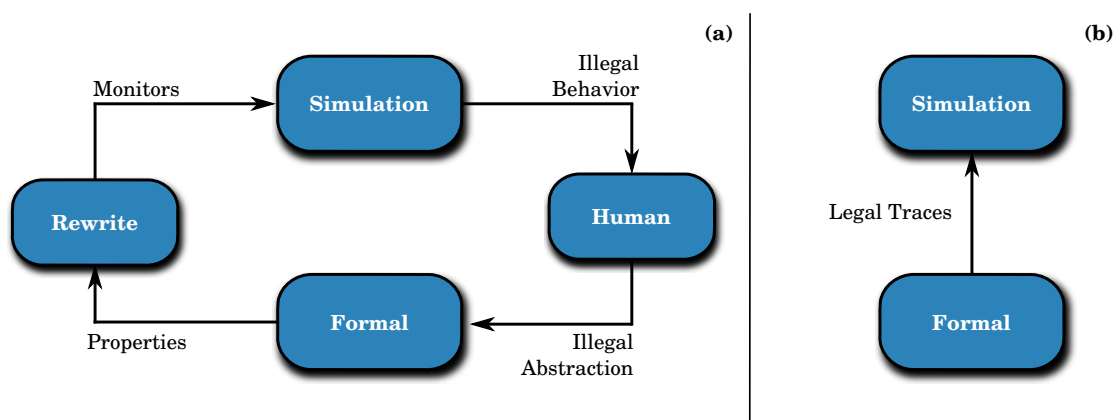 (a)
Illegal
Behavior
Monitors
Simulation
Rewrite
Human
Formal
Properties
Illegal
Abstraction
(b)
Simulation
Legal Traces
Formal